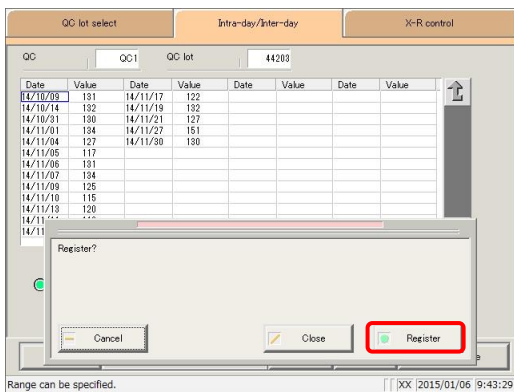 QC lot select Intra-day/Inter-day X-R control
QC QC1 QC lot 44203
Date Value Date Value Date Value Date Value
14/10/09 131 14/11/17 122
14/10/14 132 14/11/19 132
14/10/31 130 14/11/21 127
14/11/01 134 14/11/27 151
14/11/04 127 14/11/30 130
14/11/05 117
14/11/06 131
14/11/07 134
14/11/09 125
14/11/10 115
14/11/13 120
Register?
Cancel Close Register
Range can be specified. XX 2015/01/06 9:43:29